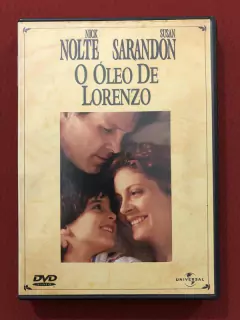 NICK SUSAN
NOLTE SARANDON
O ÓLEO DE
LORENZO
DVD
UNIVERSAL